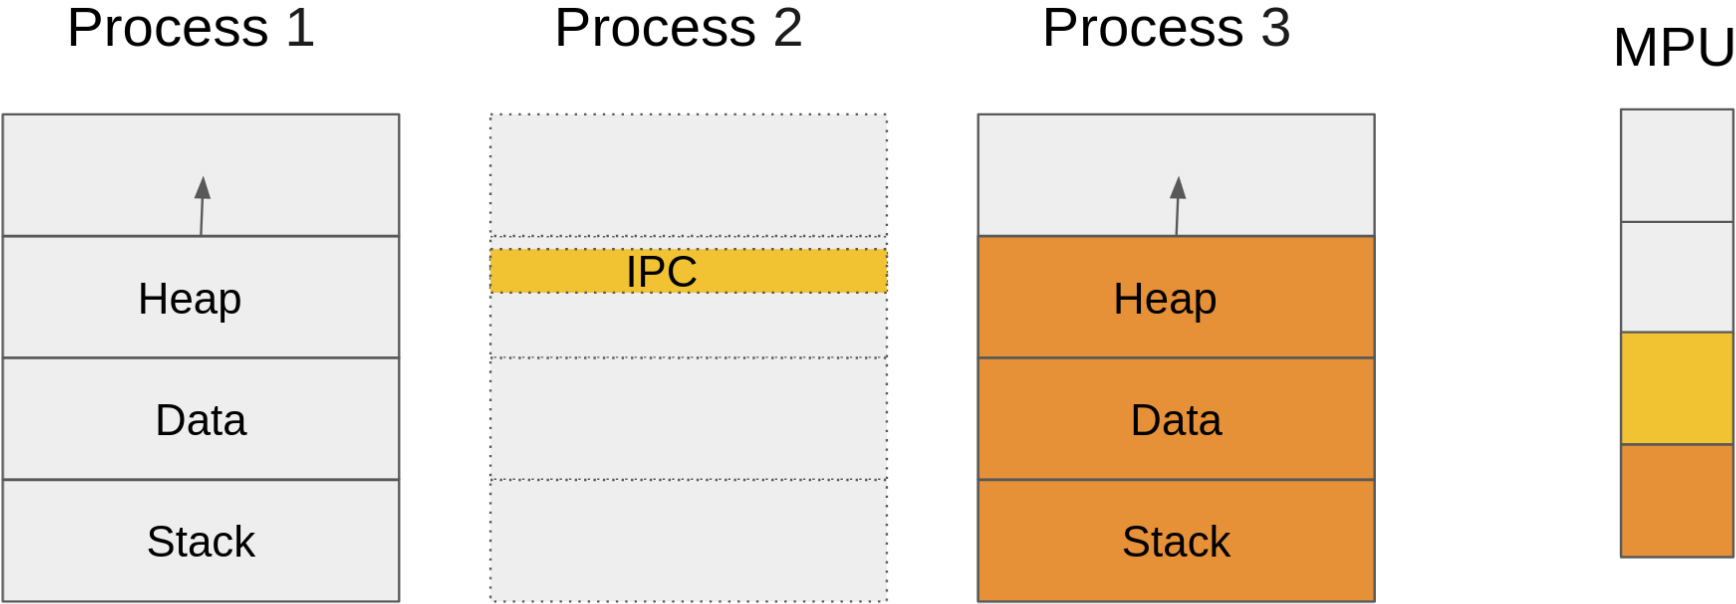 Process 1
Process 2
Process 3
MPU
IPC
Heap
Heap
Data
Data
Stack
Stack